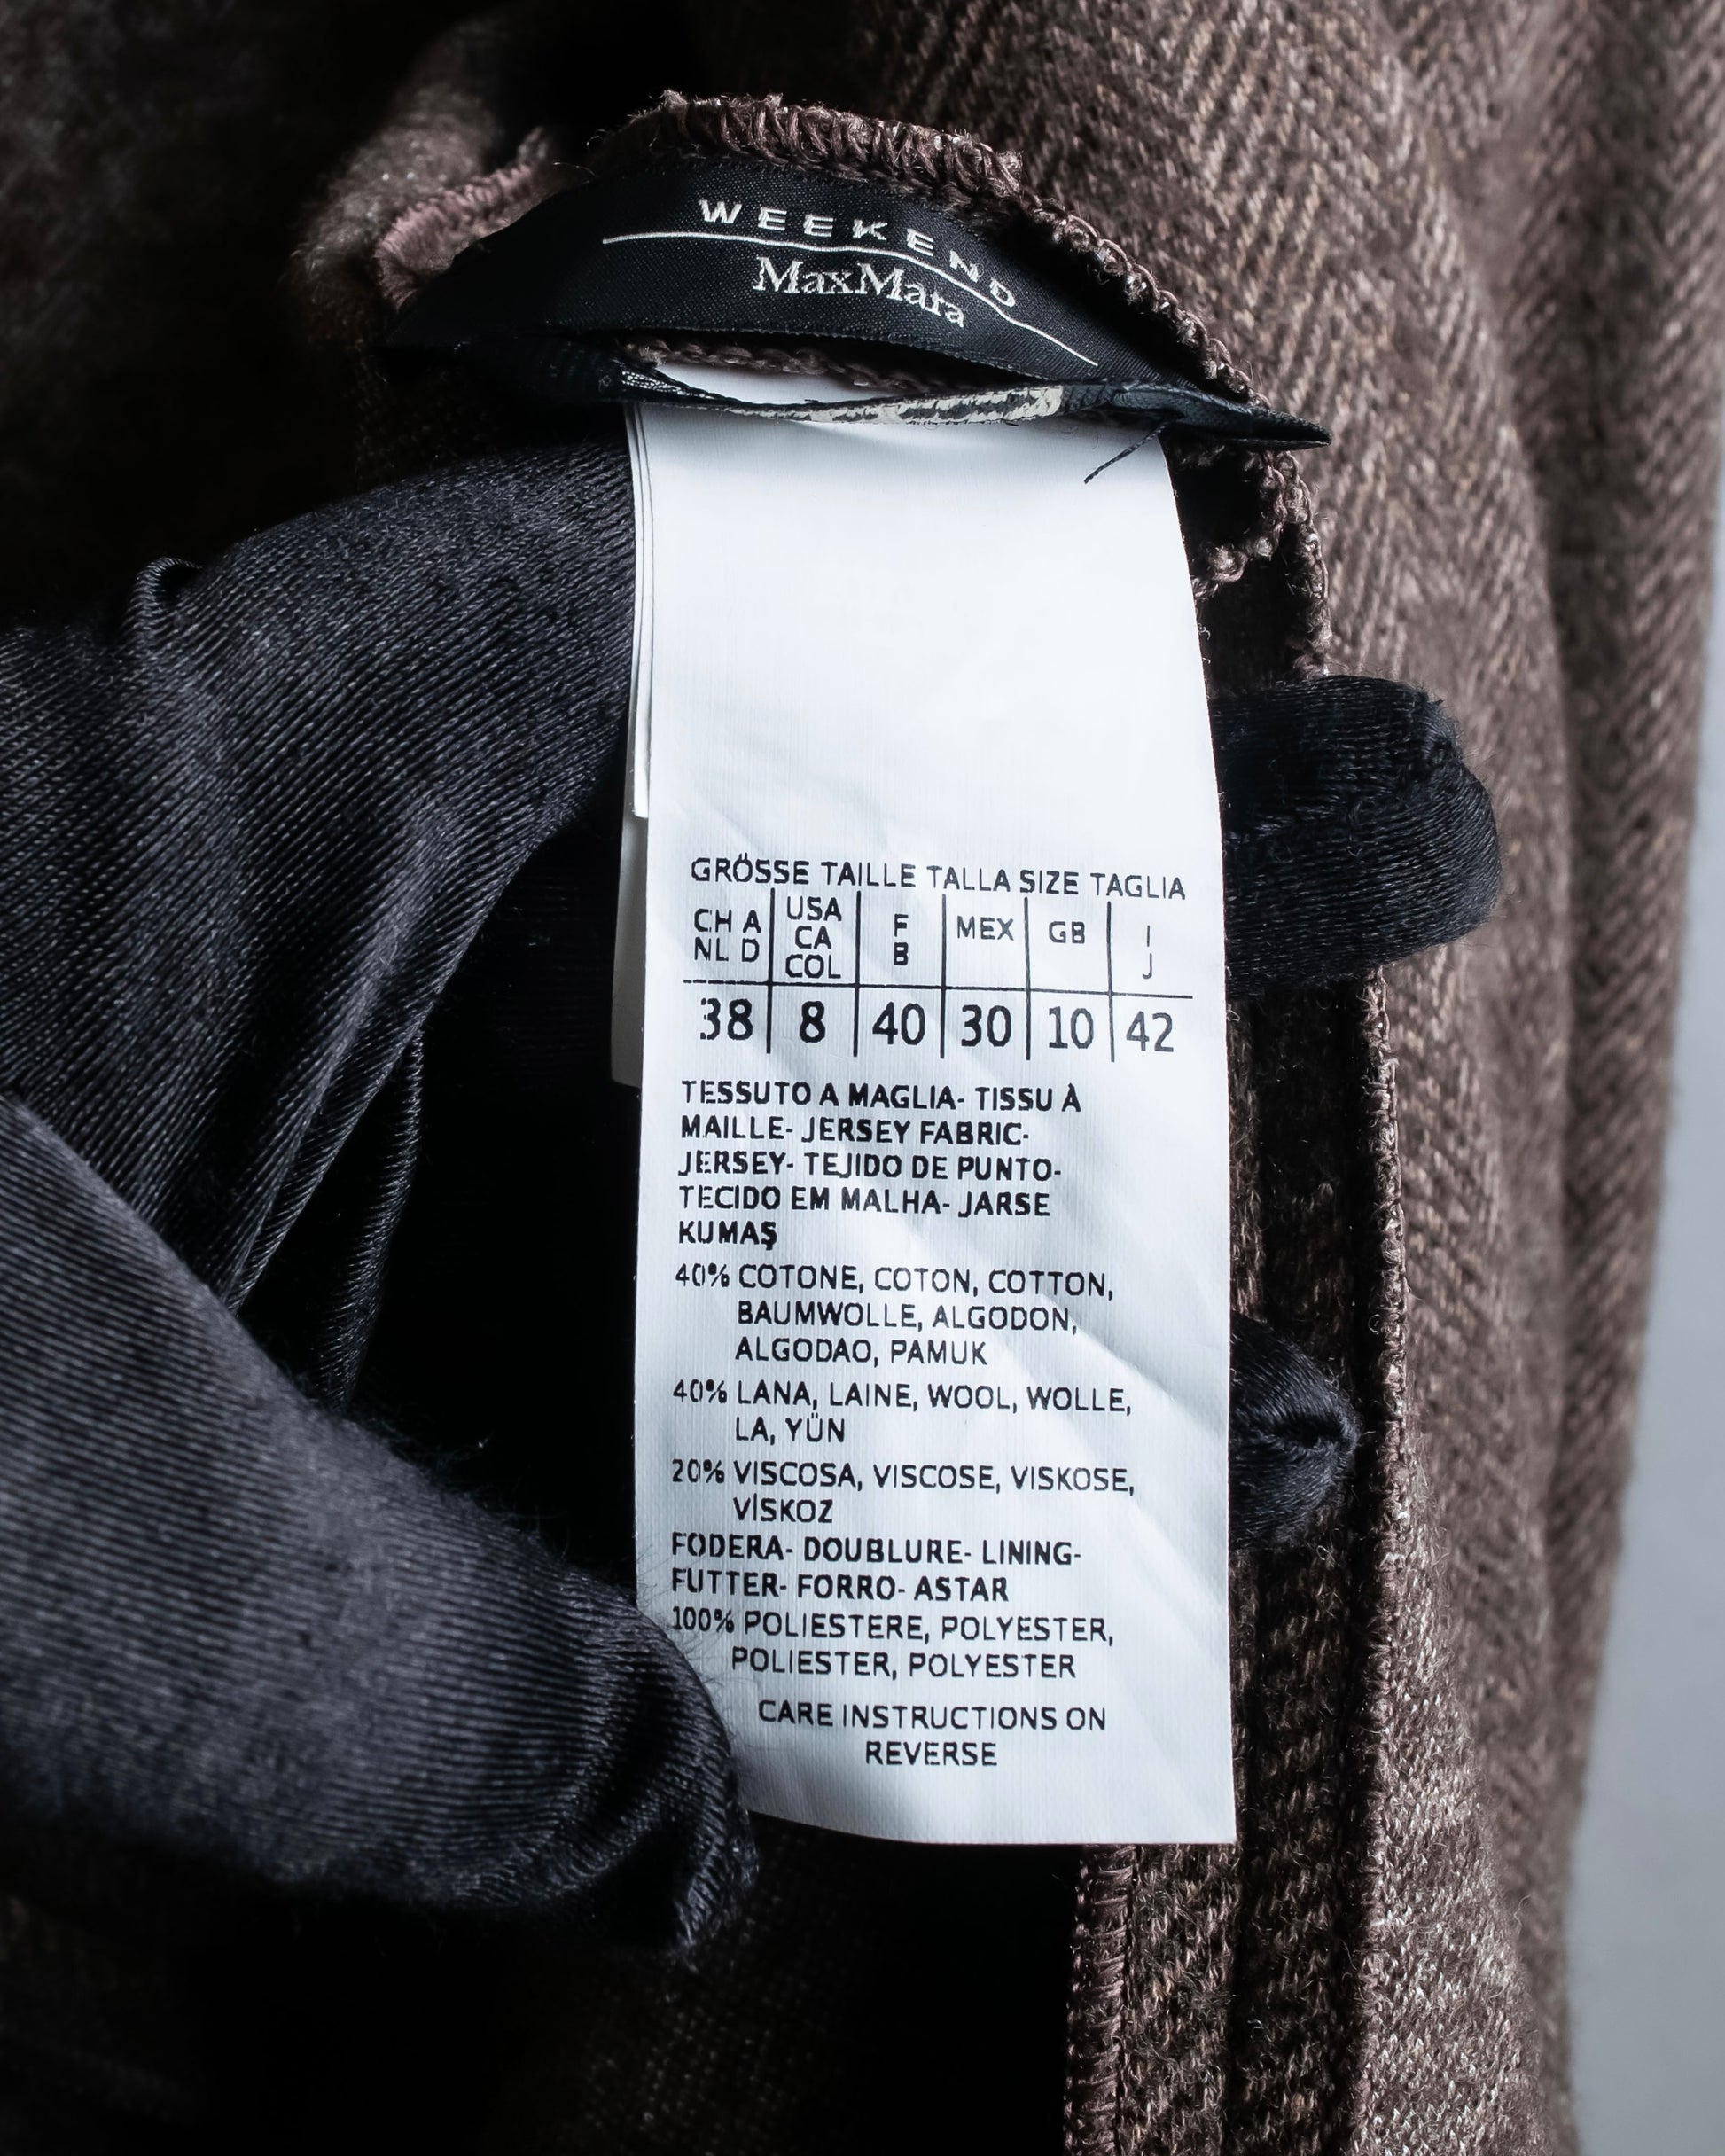 WEEKEND
MaxMara
GRÖSSE TAILLE TALLA SIZE TAGLIA
CH A USA F MEX GB I
NL D CA B J
COL
38 8 40 30 10 42
TESSUTO A MAGLIA- TISSU À
MAILLE- JERSEY FABRIC-
JERSEY- TEJIDO DE PUNTO-
TECIDO EM MALHA- JARSE
KUMAŞ
40% COTONE, COTON, COTTON,
BAUMWOLLE, ALGODON,
ALGODAO, PAMUK
40% LANA, LAINE, WOOL, WOLLE,
LA, YÜN
20% VISCOSA, VISCOSE, VISKOSE,
VİSKOZ
FODERA- DOUBLURE- LINING-
FUTTER- FORRO- ASTAR
100% POLIESTERE, POLYESTER,
POLIESTER, POLYESTER
CARE INSTRUCTIONS ON
REVERSE